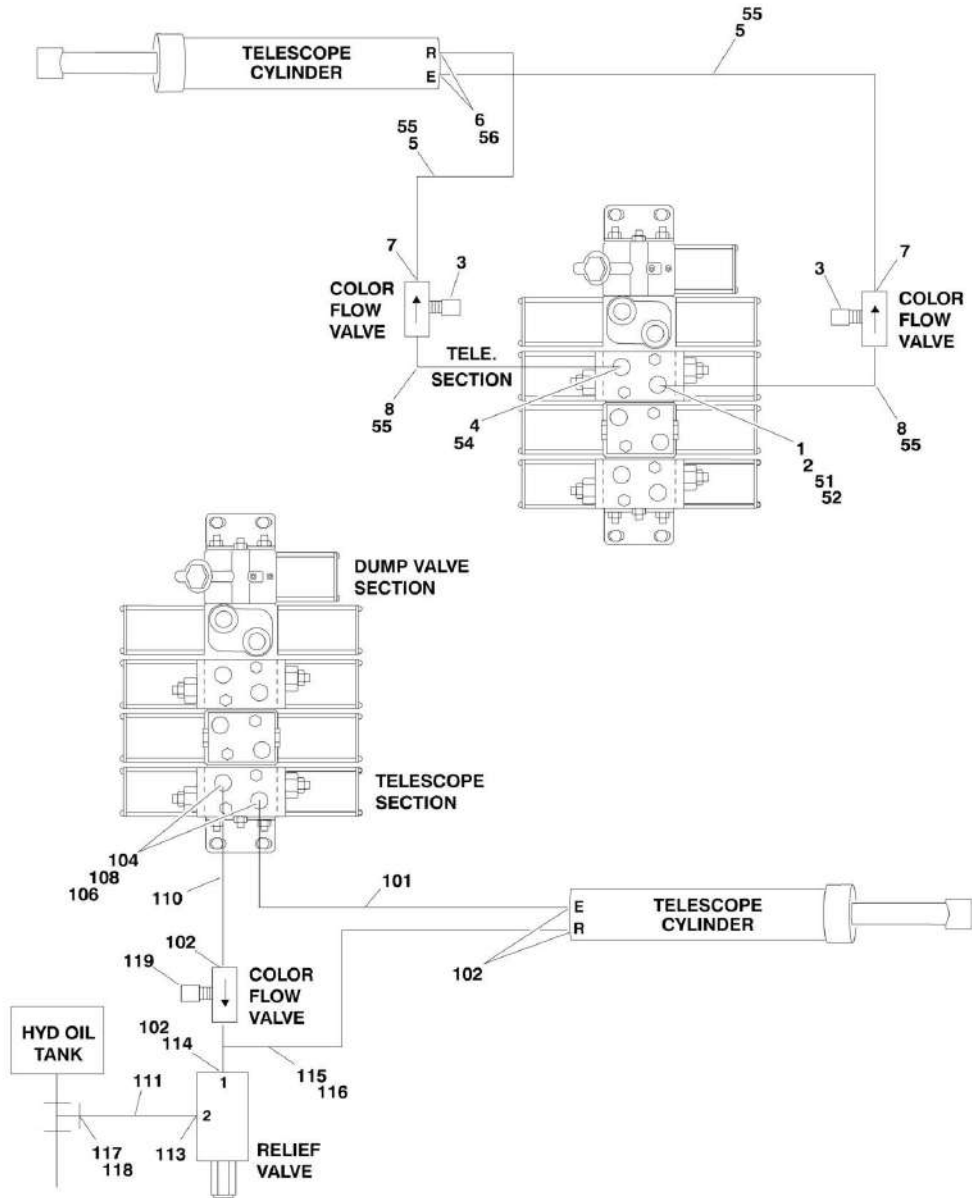 55
5
TELESCOPE
CYLINDER
R
E
6
56
55
5
7
3
COLOR
FLOW
VALVE
TELE.
SECTION
8
55
4
54
3
7
COLOR
FLOW
VALVE
8
55
1
2
51
52
DUMP VALVE
SECTION
TELESCOPE
SECTION
104
108
106
110
101
E
R
TELESCOPE
CYLINDER
102
102
119
COLOR
FLOW
VALVE
HYD OIL
TANK
102
114
1
115
116
111
2
117
118
113
RELIEF
VALVE